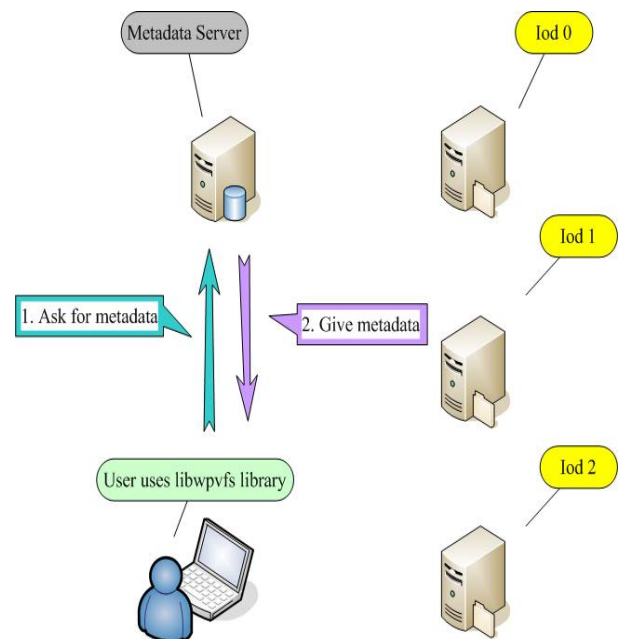 Metadata Server
Iod 0
Iod 1
1. Ask for metadata
2. Give metadata
User uses libwpvfs library
Iod 2